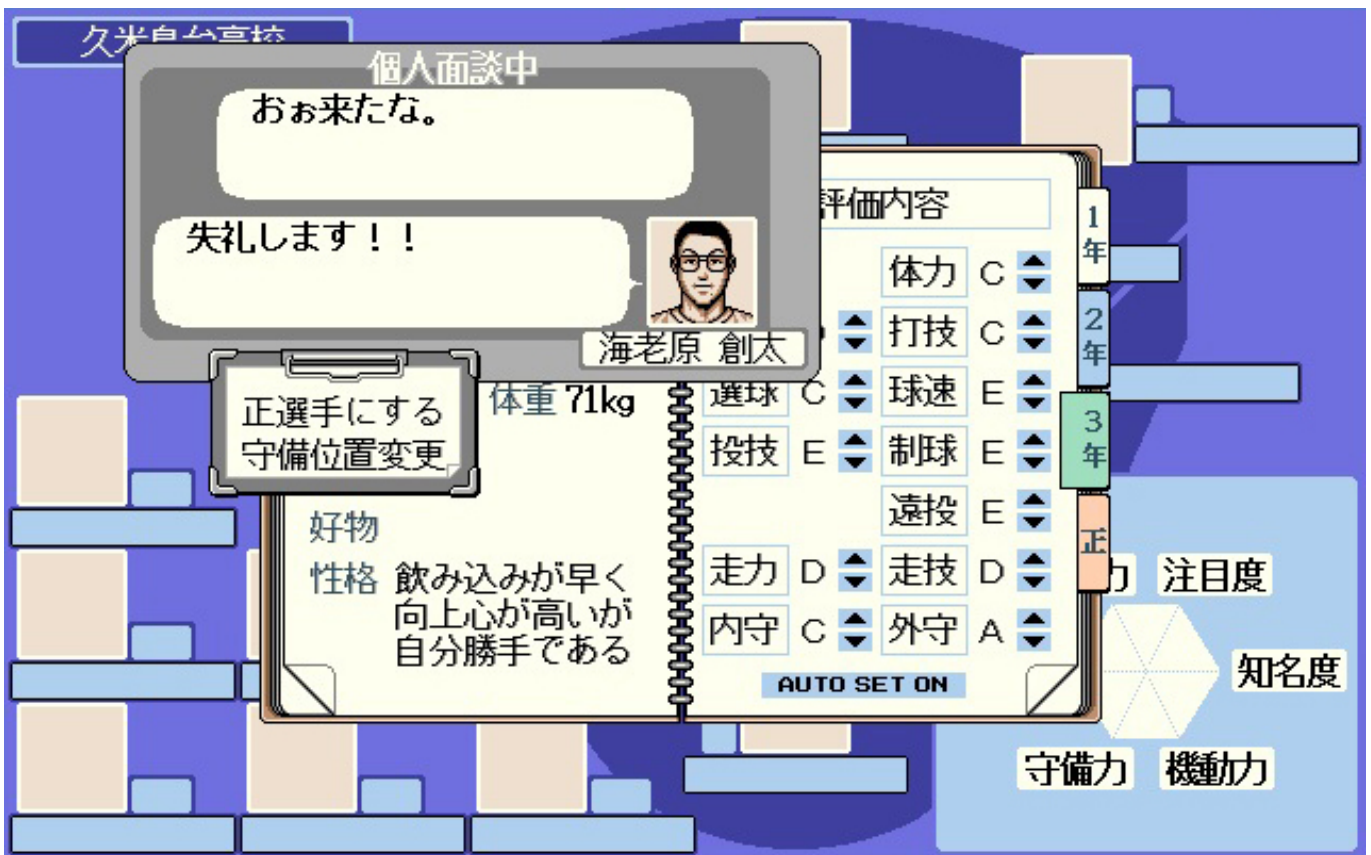 個人面談中
おぉ来たな。
失礼します！！
海老原 創太
正選手にする
守備位置変更
体重 71kg
好物
性格 飲み込みが早く
向上心が高いが
自分勝手である
評価内容
体力 C
打技 C
選球 C 球速 E
投技 E 制球 E
遠投 E
走力 D 走技 D
内守 C 外守 A
AUTO SET ON
1年
2年
3年
正
注目度
知名度
守備力 機動力